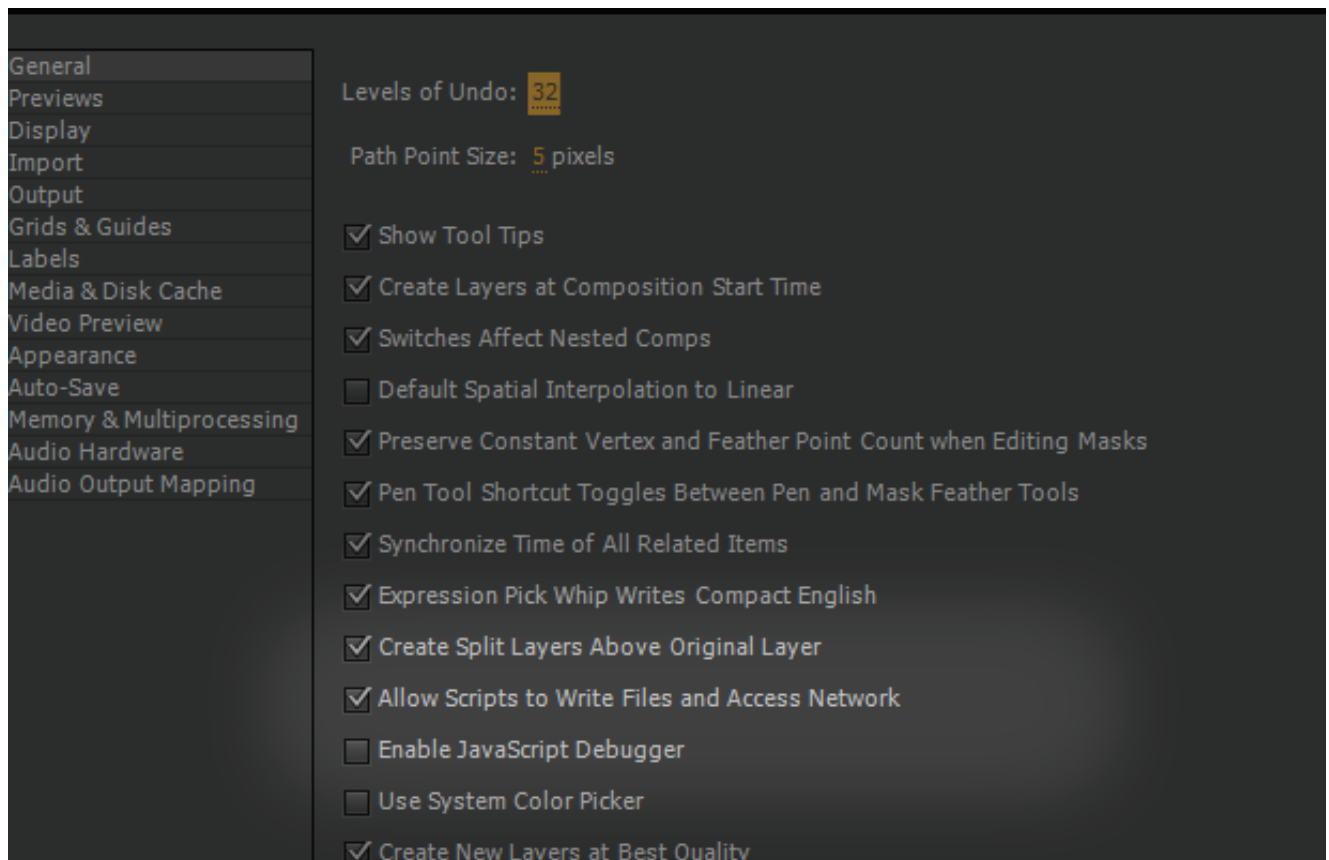 General
Previews
Display
Import
Output
Grids & Guides
Labels
Media & Disk Cache
Video Preview
Appearance
Auto-Save
Memory & Multiprocessing
Audio Hardware
Audio Output Mapping
Levels of Undo: 32
Path Point Size: 5 pixels
Show Tool Tips
Create Layers at Composition Start Time
Switches Affect Nested Comps
Default Spatial Interpolation to Linear
Preserve Constant Vertex and Feather Point Count when Editing Masks
Pen Tool Shortcut Toggles Between Pen and Mask Feather Tools
Synchronize Time of All Related Items
Expression Pick Whip Writes Compact English
Create Split Layers Above Original Layer
Allow Scripts to Write Files and Access Network
Enable JavaScript Debugger
Use System Color Picker
Create New Layers at Best Quality